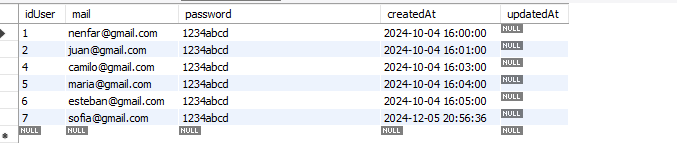 idUser mail password createdAt updatedAt
1 nenfar@gmail.com 1234abcd 2024-10-04 16:00:00 NULL
2 juan@gmail.com 1234abcd 2024-10-04 16:01:00 NULL
4 camilo@gmail.com 1234abcd 2024-10-04 16:03:00 NULL
5 maria@gmail.com 1234abcd 2024-10-04 16:04:00 NULL
6 esteban@gmail.com 1234abcd 2024-10-04 16:05:00 NULL
7 sofia@gmail.com 1234abcd 2024-12-05 20:56:36 NULL
NULL NULL NULL NULL NULL